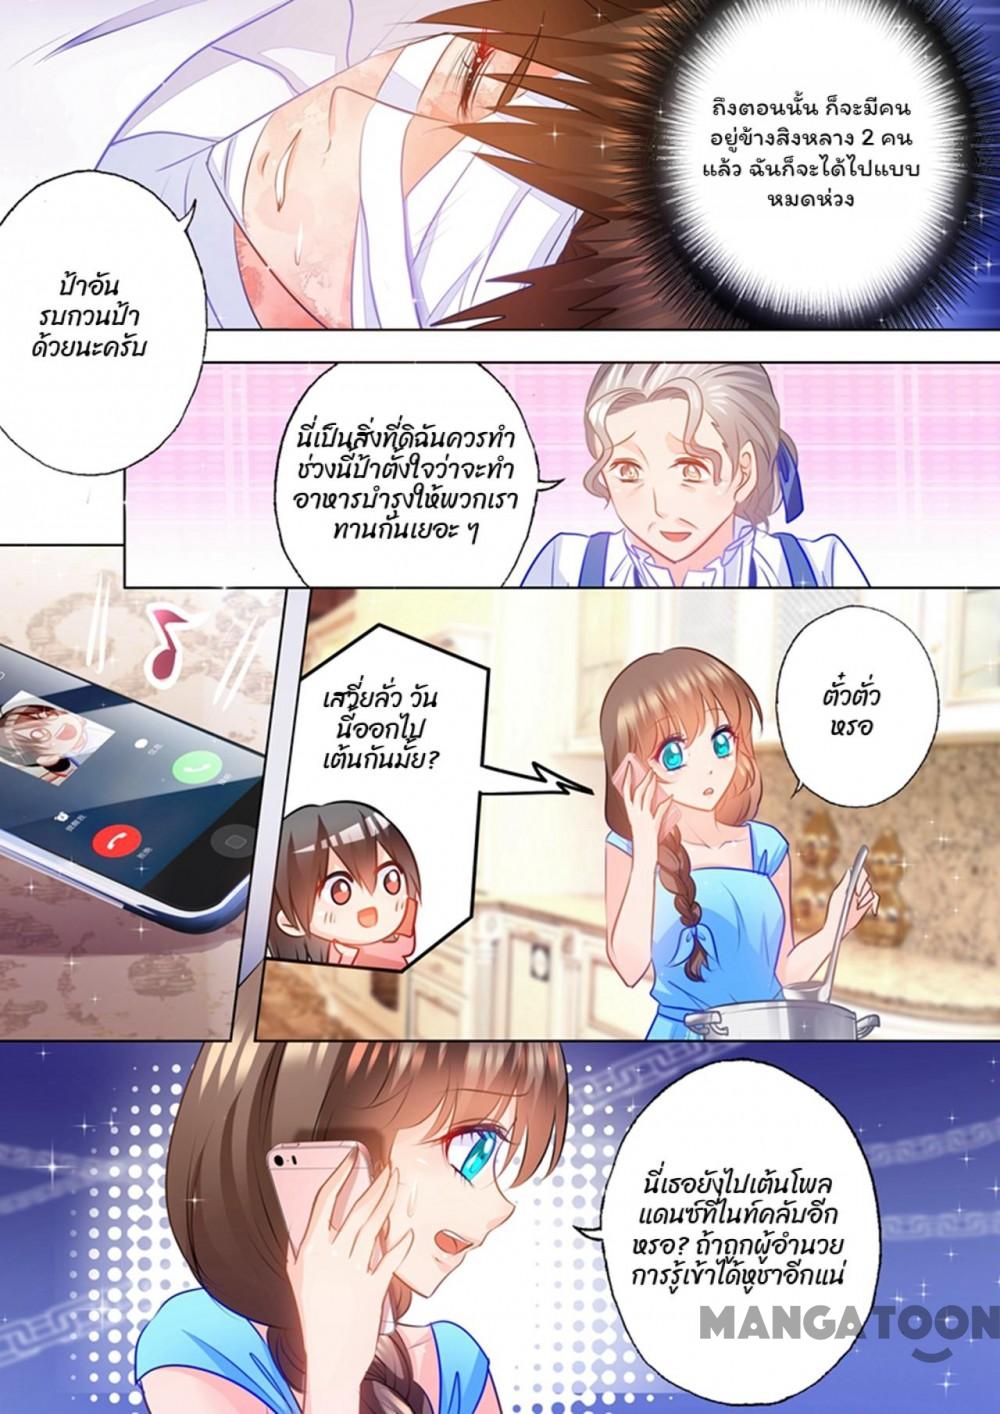 ถึงตอนนั้น ก็จะมีคน
อยู่ข้างสิงหลาง 2 คน
แล้ว ฉันก็จะได้ไปแบบ
หมดห่วง
ป้าอัน
รบกวนป้า
ด้วยนะครับ
นี่เป็นสิ่งที่ดิฉันควรทำ
ช่วงนี้ป้าตั้งใจว่าจะทำ
อาหารบำรุงให้พวกเรา
ทานกันเยอะ ๆ
เสวี่ยลั่ว วัน
นี้ออกไป
เต้นกันมั้ย?
ตั๋วตั่ว
หรอ
นี่เธอยังไปเต้นโพล
แดนซ์ที่ไนท์คลับอีก
หรอ? ถ้าถูกผู้อำนวย
การรู้เข้าได้หูชาอีกแน่
MANGATOON